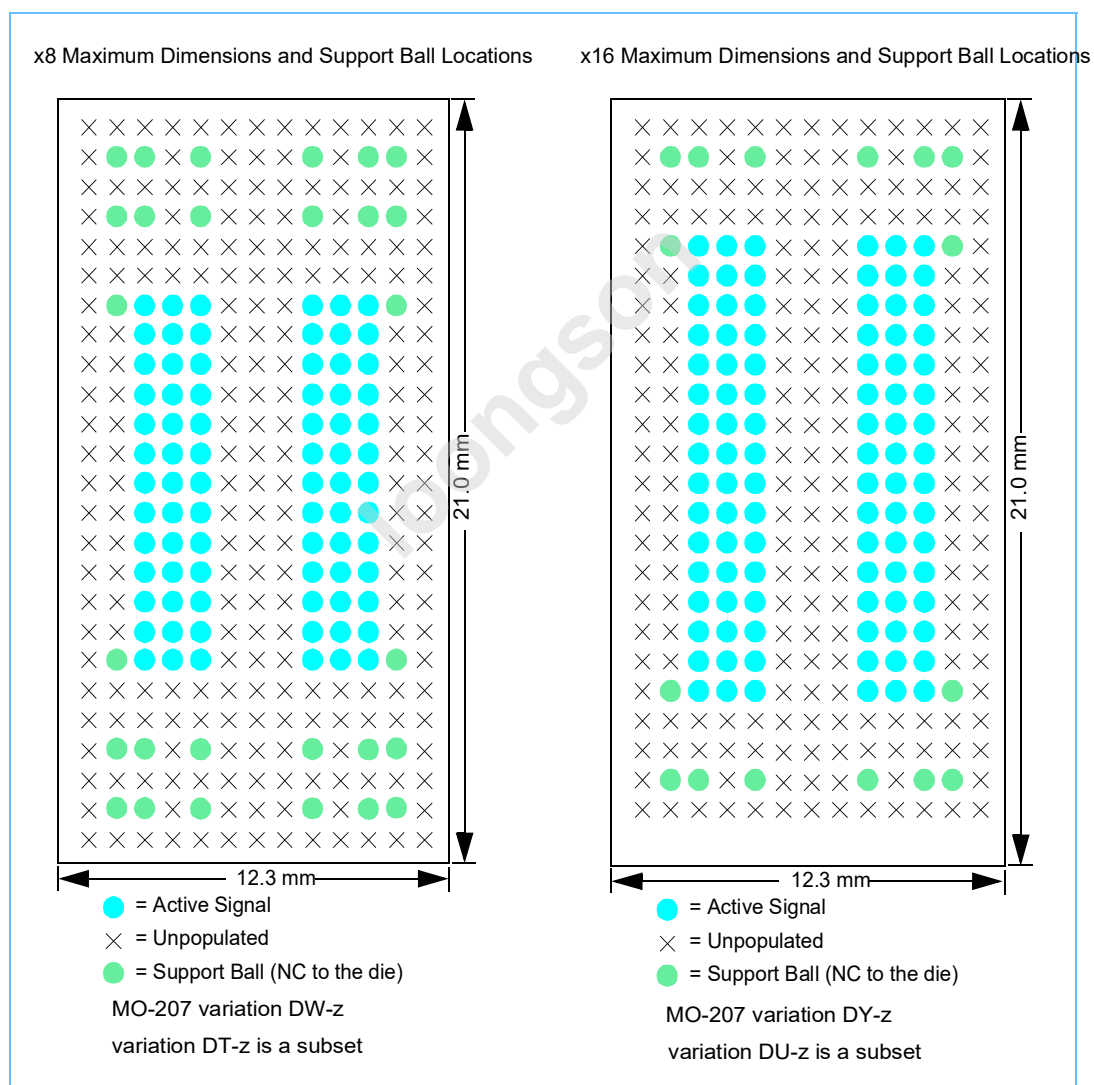 x8 Maximum Dimensions and Support Ball Locations
21.0 mm
12.3 mm
= Active Signal
= Unpopulated
= Support Ball (NC to the die)
MO-207 variation DW-z
variation DT-z is a subset
x16 Maximum Dimensions and Support Ball Locations
21.0 mm
12.3 mm
= Active Signal
= Unpopulated
= Support Ball (NC to the die)
MO-207 variation DY-z
variation DU-z is a subset
loongson